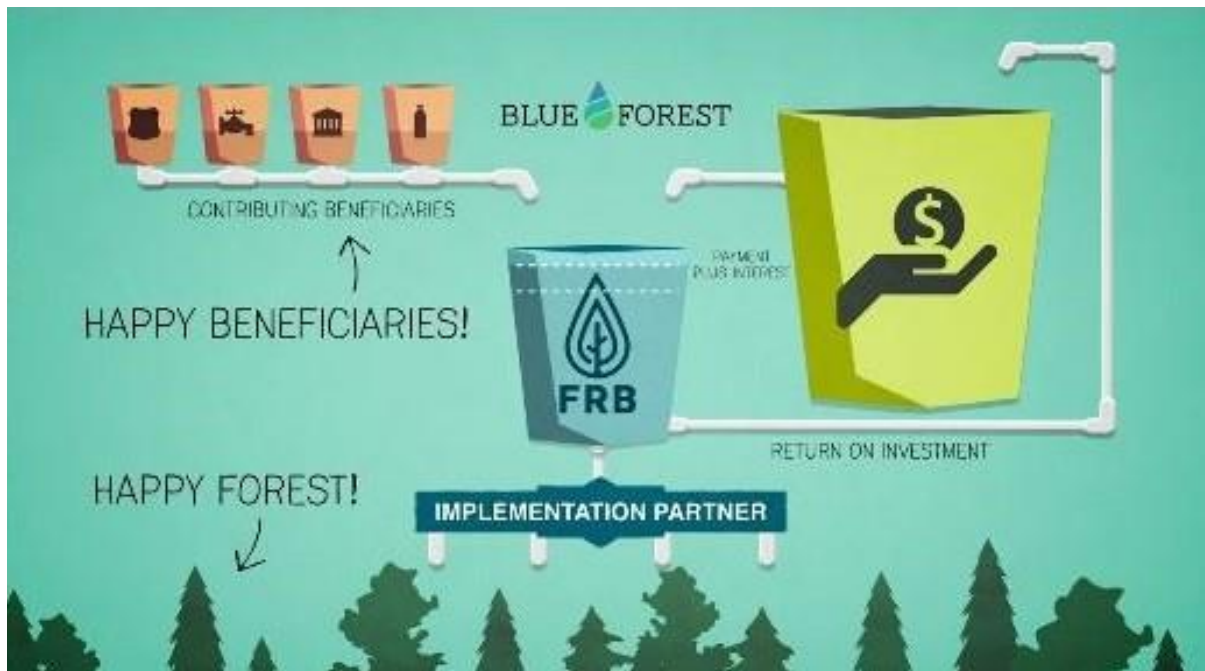 BLUE FOREST
CONTRIBUTING BENEFICIARIES
HAPPY BENEFICIARIES!
PAYMENT
PLUS INTEREST
$
FRB
RETURN ON INVESTMENT
HAPPY FOREST!
IMPLEMENTATION PARTNER